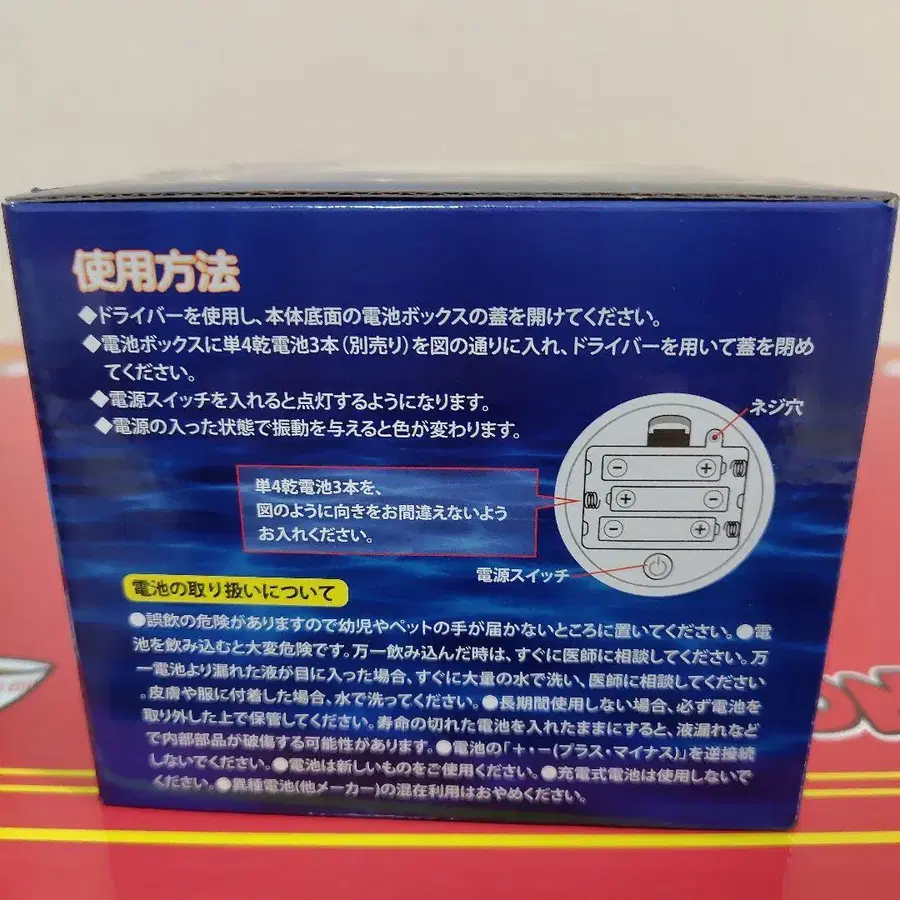 使用方法
◆ドライバーを使用し、本体底面の電池ボックスの蓋を開けてください。
◆電池ボックスに単4乾電池3本(別売り)を図の通りに入れ、ドライバーを用いて蓋を閉め
てください。
◆電源スイッチを入れると点灯するようになります。
◆電源の入った状態で振動を与えると色が変わります。
ネジ穴
単4乾電池3本を、
図のように向きをお間違えないよう
お入れください。
− +
+ −
− +
電源スイッチ
電池の取り扱いについて
●誤飲の危険がありますので幼児やペットの手が届かないところに置いてください。●電
池を飲み込むと大変危険です。万一飲み込んだ時は、すぐに医師に相談してください。万
一電池より漏れた液が目に入った場合、すぐに大量の水で洗い、医師に相談してください
。皮膚や服に付着した場合、水で洗ってください。●長期間使用しない場合、必ず電池を
取り外した上で保管してください。寿命の切れた電池を入れたままにすると、液漏れなど
で内部部品が破傷する可能性があります。●電池の「+・−(プラス・マイナス)」を逆接続
しないでください。●電池は新しいものをご使用ください。●充電式電池は使用しないで
ください。●異種電池(他メーカー)の混在利用はおやめください。